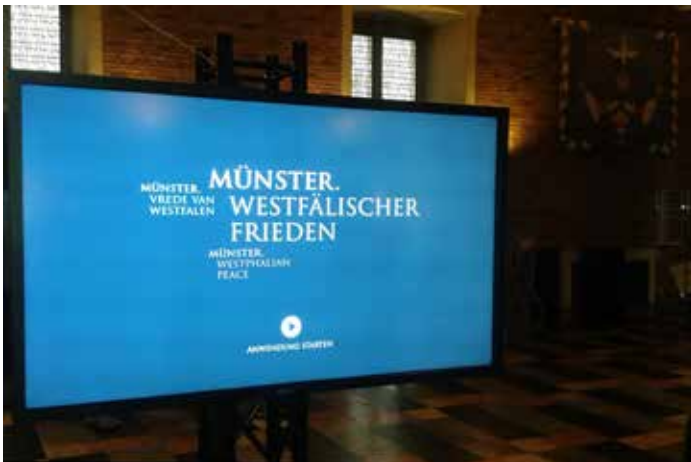 MÜNSTER.
VREDE VAN
WESTFALEN
MÜNSTER.
WESTFÄLISCHER
FRIEDEN
MÜNSTER.
WESTPHALIAN
PEACE
ANWENDUNG STARTEN